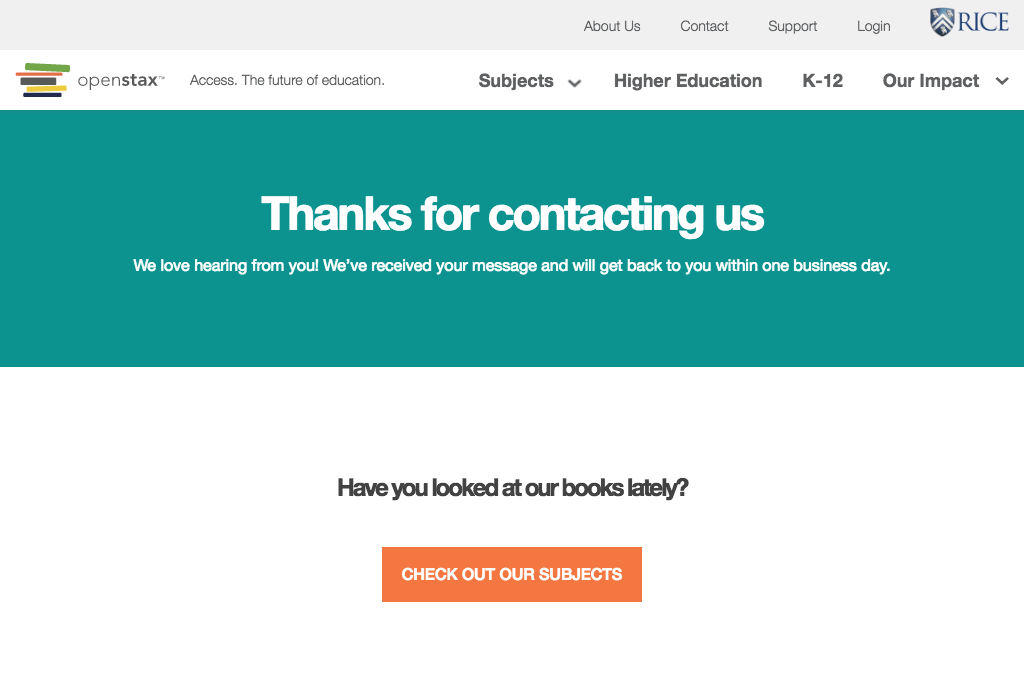 About Us Contact Support Login RICE
openstax™ Access. The future of education. Subjects Higher Education K-12 Our Impact
Thanks for contacting us
We love hearing from you! We've received your message and will get back to you within one business day.
Have you looked at our books lately?
CHECK OUT OUR SUBJECTS